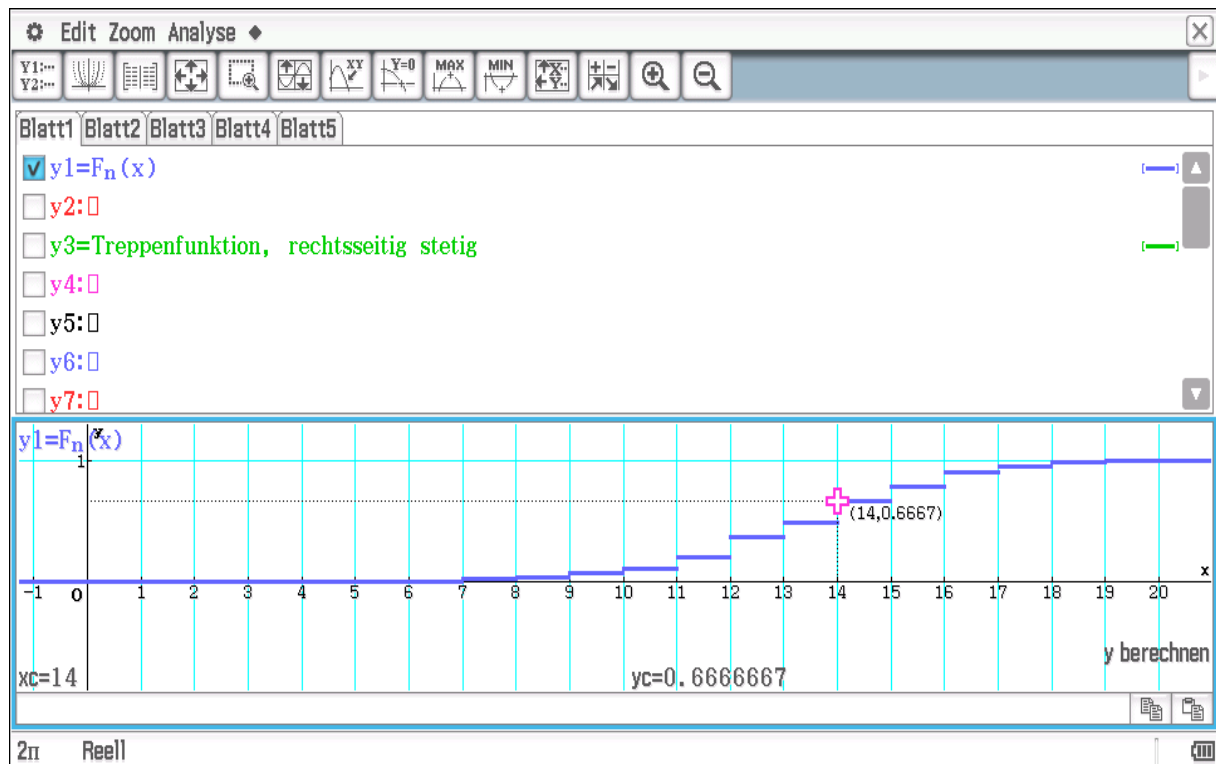 Edit Zoom Analyse ◆
Y1:… Y2:… XY Y=0 MAX MIN X.. Y..
Blatt1 Blatt2 Blatt3 Blatt4 Blatt5
y1=Fn(x)
y2:▯
y3=Treppenfunktion, rechtsseitig stetig
y4:▯
y5:▯
y6:▯
y7:▯
y1=Fn(x)
y
1
(14,0.6667)
x
-1 0 1 2 3 4 5 6 7 8 9 10 11 12 13 14 15 16 17 18 19 20
y berechnen
xc=14 yc=0.6666667
2π Reell